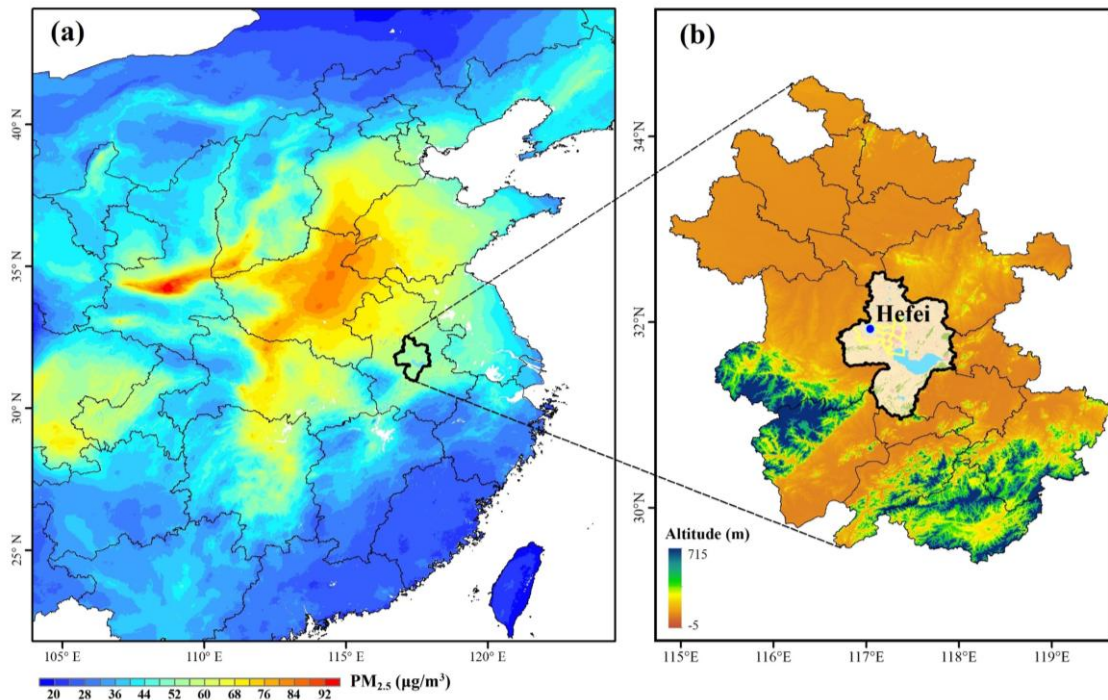 (a)
(b)
40° N
35° N
30° N
25° N
105° E
110° E
115° E
120° E
20 28 36 44 52 60 68 76 84 92 PM2.5 (µg/m³)
34°N
32°N
30°N
Hefei
Altitude (m)
715
-5
115°E
116°E
117°E
118°E
119°E